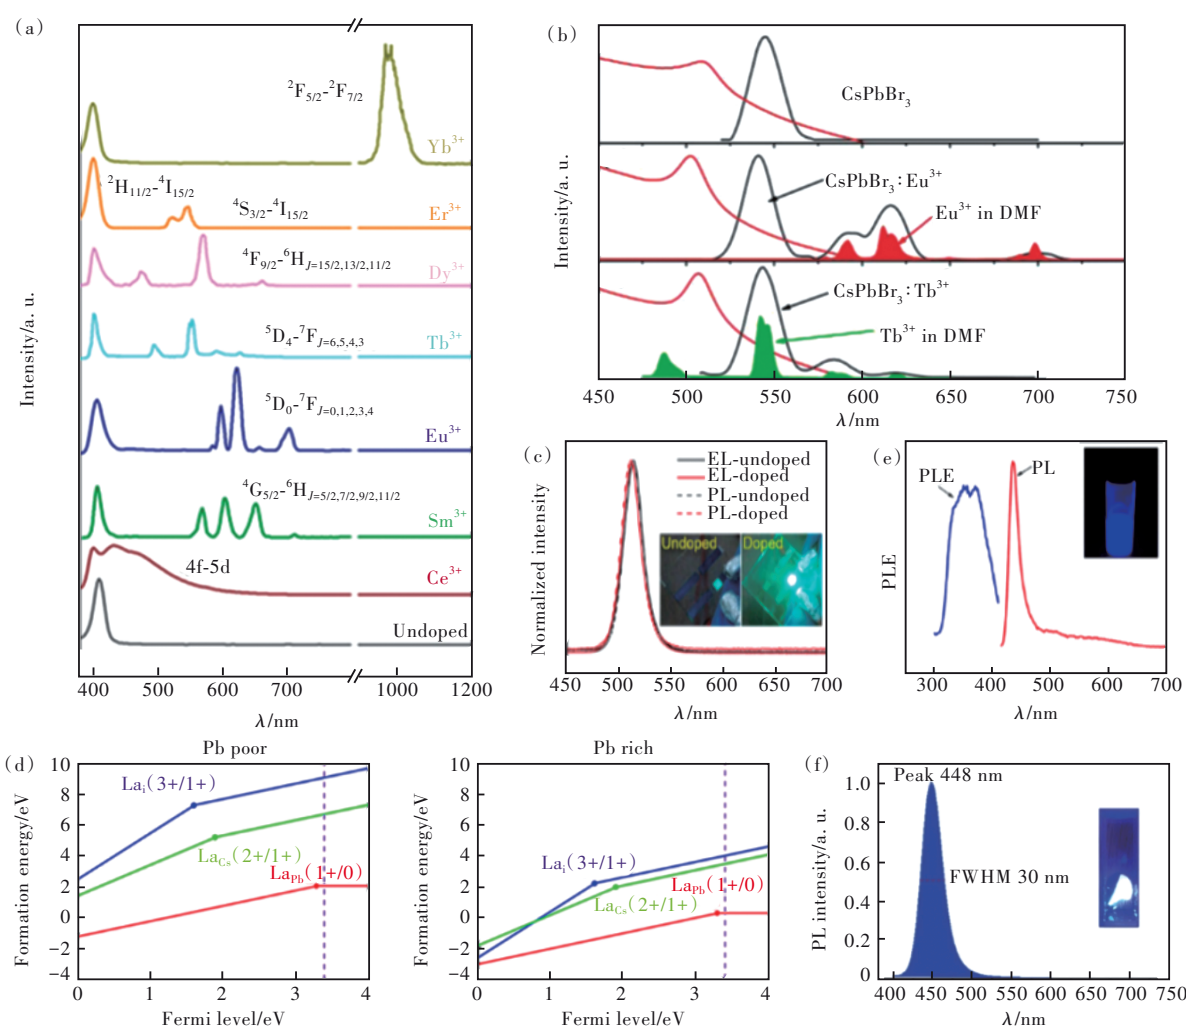 (a)
Intensity/a. u.
²F₅/₂-²F₇/₂
Yb³⁺
²H₁₁/₂-⁴I₁₅/₂
⁴S₃/₂-⁴I₁₅/₂
Er³⁺
⁴F₉/₂-⁶H_J=15/2,13/2,11/2
Dy³⁺
⁵D₄-⁷F_J=6,5,4,3
Tb³⁺
⁵D₀-⁷F_J=0,1,2,3,4
Eu³⁺
⁴G₅/₂-⁶H_J=5/2,7/2,9/2,11/2
Sm³⁺
4f-5d
Ce³⁺
Undoped
400 500 600 700 1000 1200
λ/nm
(b)
Intensity/a. u.
CsPbBr₃
CsPbBr₃:Eu³⁺
Eu³⁺ in DMF
CsPbBr₃:Tb³⁺
Tb³⁺ in DMF
450 500 550 600 650 700 750
λ/nm
(c)
Normalized intensity
EL-undoped
EL-doped
PL-undoped
PL-doped
Undoped Doped
450 500 550 600 650 700
λ/nm
(e)
PLE
PLE
PL
300 400 500 600 700
λ/nm
(d)
Pb poor
Formation energy/eV
10
8
6
4
2
0
−2
−4
Laᵢ(3+/1+)
La_Cs(2+/1+)
La_Pb(1+/0)
0 1 2 3 4
Fermi level/eV
Pb rich
Formation energy/eV
10
8
6
4
2
0
−2
−4
Laᵢ(3+/1+)
La_Pb(1+/0)
La_Cs(2+/1+)
0 1 2 3 4
Fermi level/eV
(f)
PL intensity/a. u.
Peak 448 nm
1.0
0.8
0.6
0.4
0.2
0
FWHM 30 nm
400 450 500 550 600 650 700 750
λ/nm